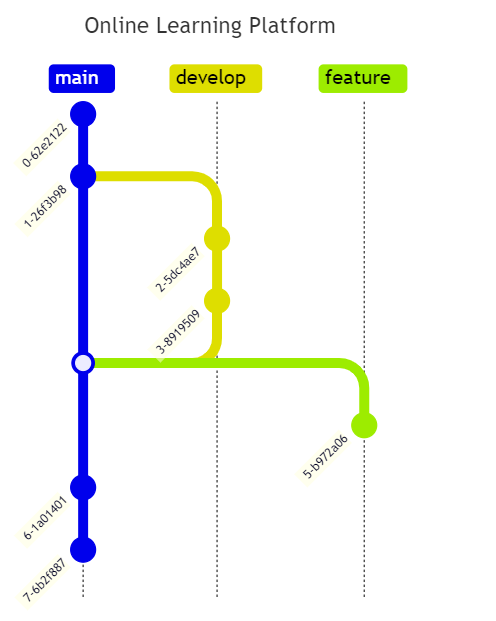 Online Learning Platform
main
develop
feature
0-62e2122
1-26f3b98
2-5dc4ae7
3-8919509
5-b972a06
6-1a01401
7-6b2f887